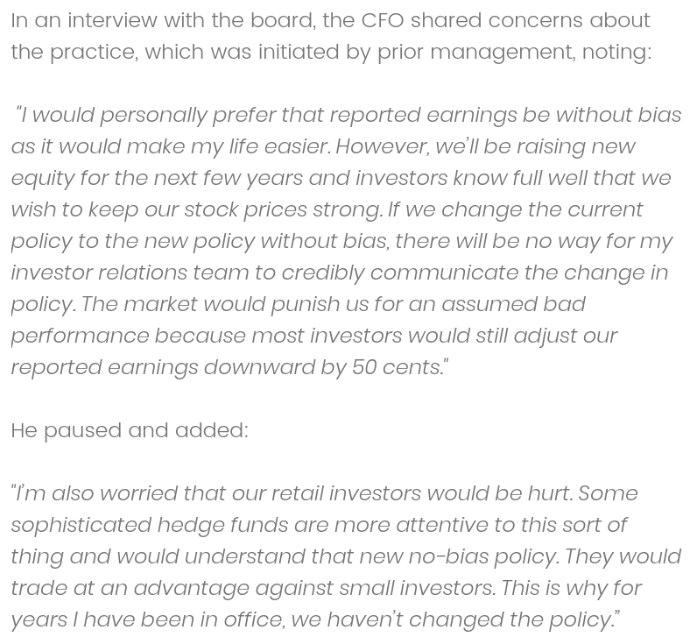 In an interview with the board, the CFO shared concerns about
the practice, which was initiated by prior management, noting:
"I would personally prefer that reported earnings be without bias
as it would make my life easier. However, we'll be raising new
equity for the next few years and investors know full well that we
wish to keep our stock prices strong. If we change the current
policy to the new policy without bias, there will be no way for my
investor relations team to credibly communicate the change in
policy. The market would punish us for an assumed bad
performance because most investors would still adjust our
reported earnings downward by 50 cents."
He paused and added:
"I'm also worried that our retail investors would be hurt. Some
sophisticated hedge funds are more attentive to this sort of
thing and would understand that new no-bias policy. They would
trade at an advantage against small investors. This is why for
years I have been in office, we haven't changed the policy."